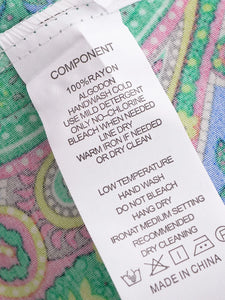 COMPONENT
100%RAYON
ALGODON
HANDWASH COLD
USE MILD DETERGENT
ONLY NO-CHLORINE
BLEACH WHEN NEEDED
LINE DRY
WARM IRON IF NEEDED
OR DRY CLEAN
LOW TEMPERATURE
HAND WASH
DO NOT BLEACH
HANG DRY
IRONAT MEDIUM SETTING
RECOMMENDED
DRY CLEANING
MADE IN CHINA